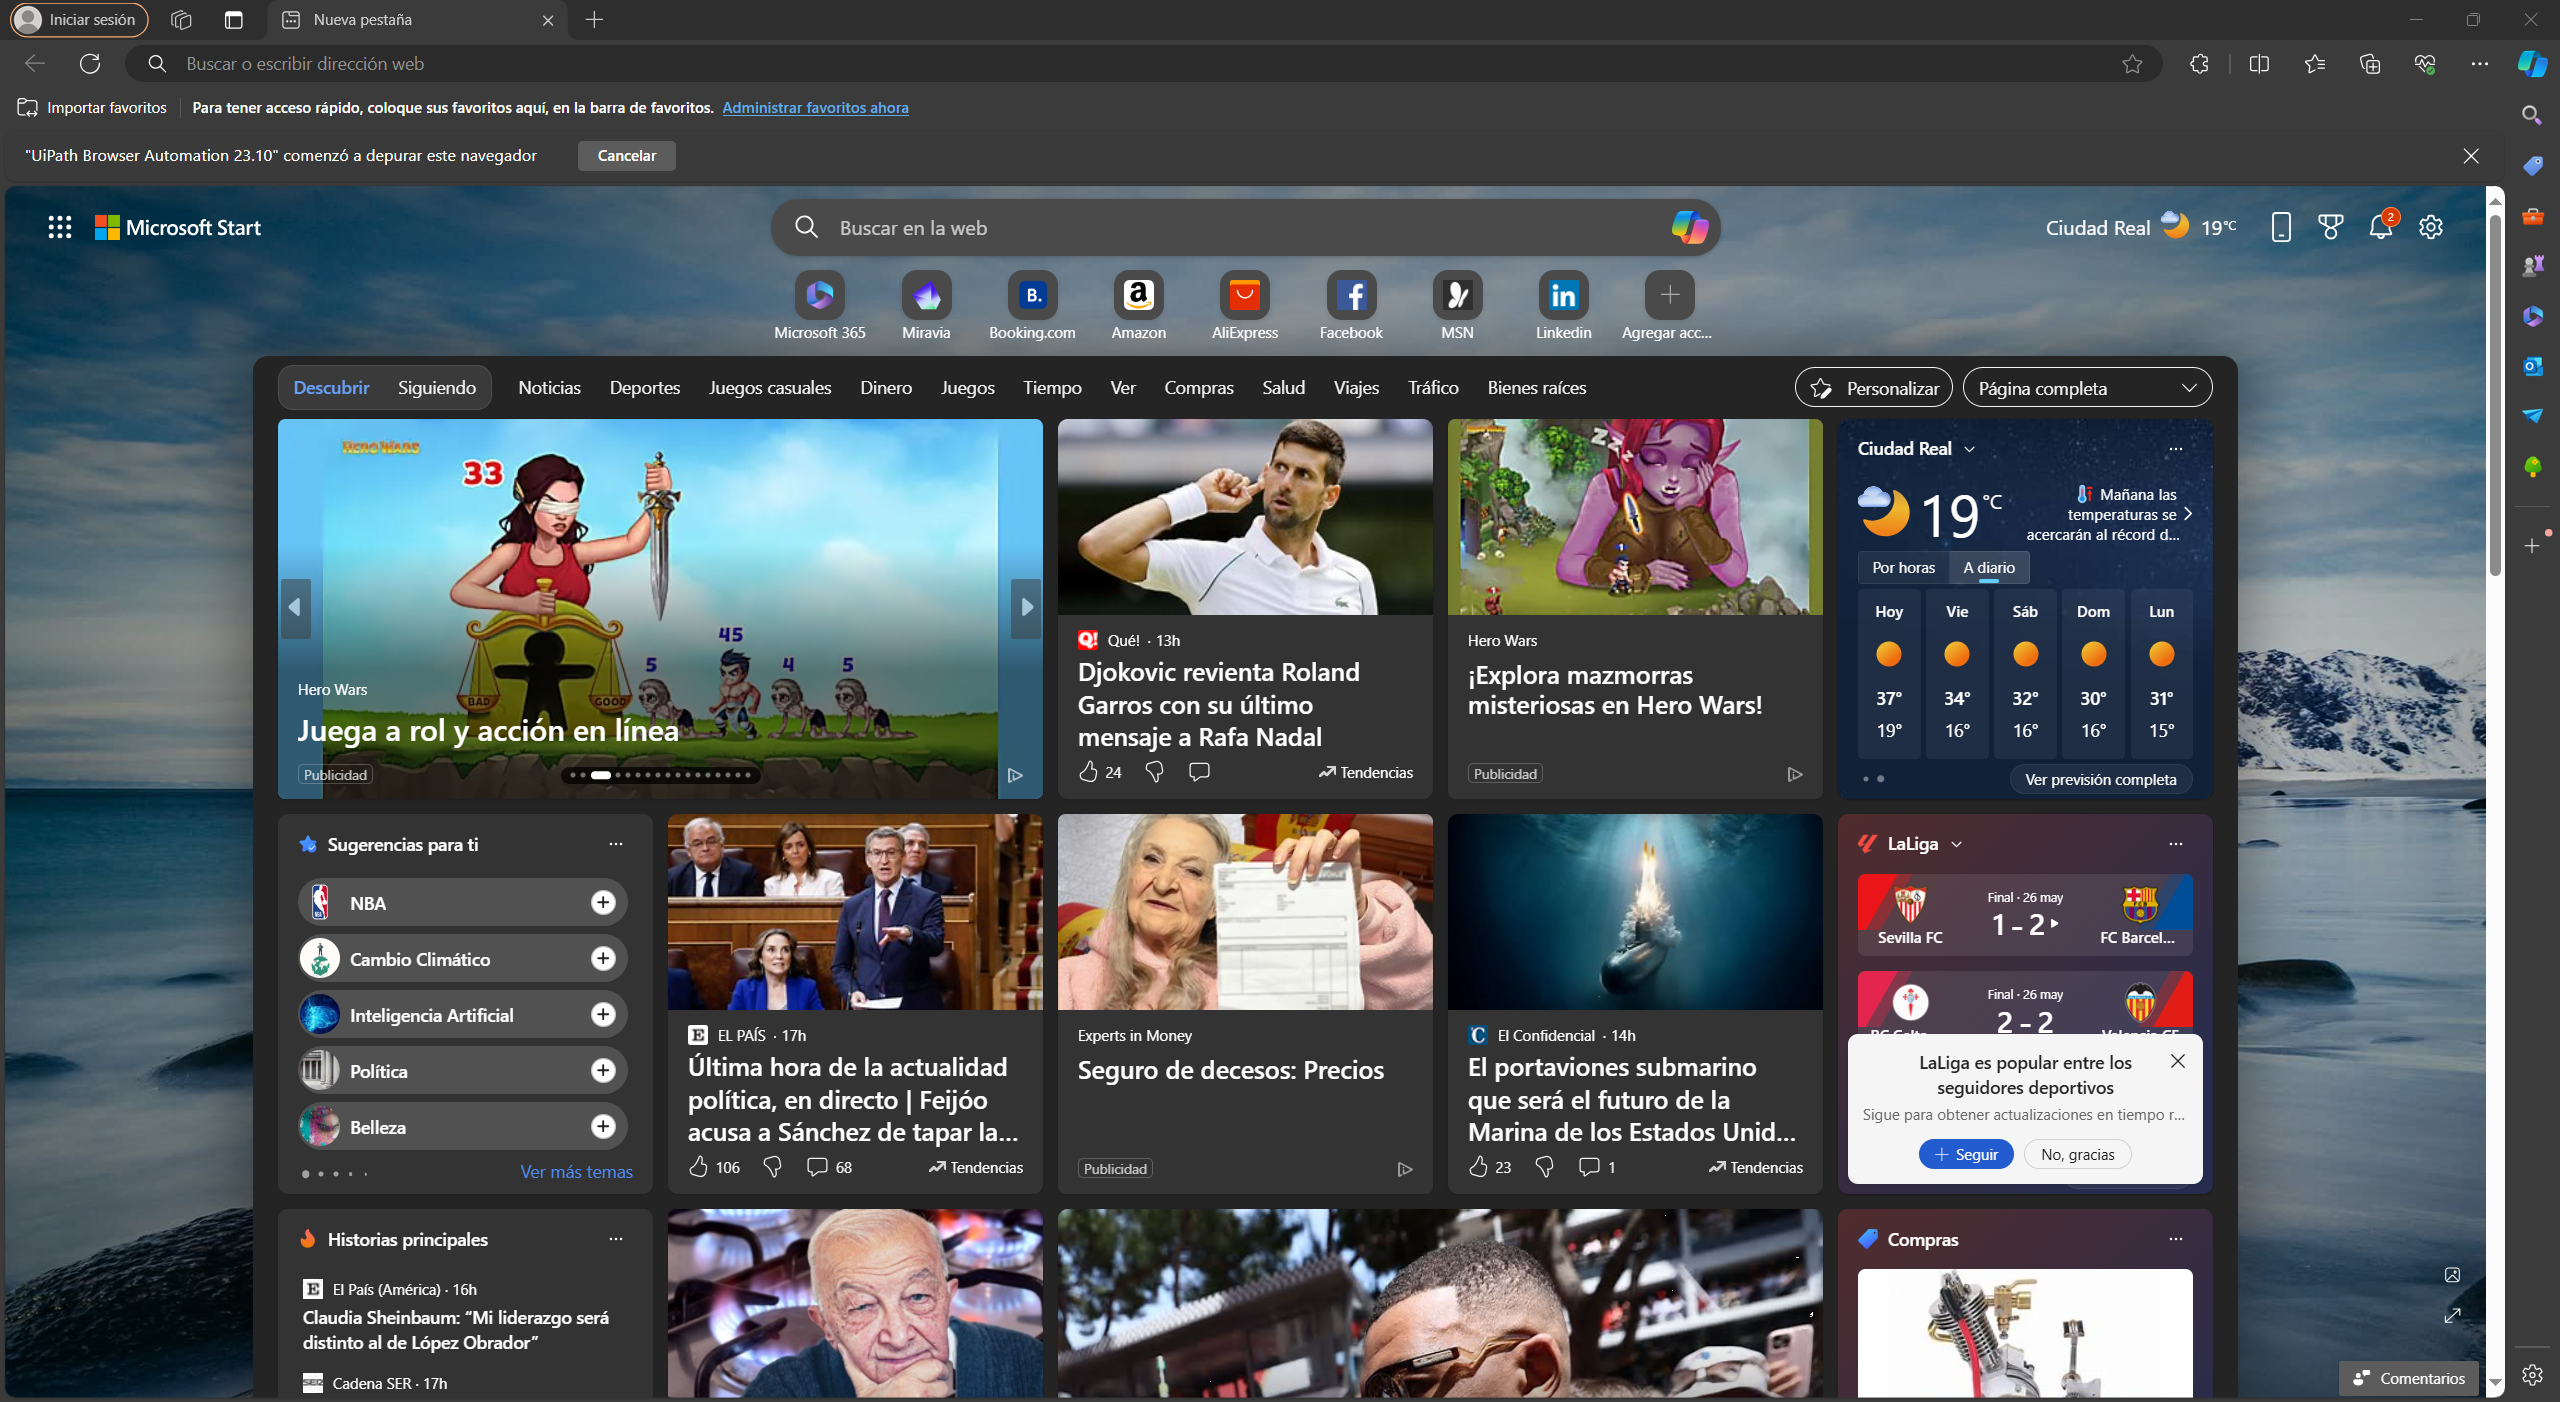 Iniciar sesión
Nueva pestaña
Buscar o escribir dirección web
Importar favoritos
Para tener acceso rápido, coloque sus favoritos aquí, en la barra de favoritos. Administrar favoritos ahora
"UiPath Browser Automation 23.10" comenzó a depurar este navegador
Cancelar
Microsoft Start
Buscar en la web
Ciudad Real 19°C
2
Microsoft 365
Miravia
B.
Booking.com
Amazon
AliExpress
Facebook
MSN
Linkedin
Agregar acc...
Descubrir Siguiendo Noticias Deportes Juegos casuales Dinero Juegos Tiempo Ver Compras Salud Viajes Tráfico Bienes raíces
Personalizar
Página completa
HERO WARS
33
45
5
4
5
BAD
GOOD
Hero Wars
Juega a rol y acción en línea
Publicidad
Qué! · 13h
Djokovic revienta Roland
Garros con su último
mensaje a Rafa Nadal
24
Tendencias
Hero Wars
¡Explora mazmorras
misteriosas en Hero Wars!
Publicidad
Ciudad Real
19°C
Mañana las
temperaturas se
acercarán al récord d...
Por horas A diario
Hoy Vie Sáb Dom Lun
37° 34° 32° 30° 31°
19° 16° 16° 16° 15°
Ver previsión completa
Sugerencias para ti
NBA
Cambio Climático
Inteligencia Artificial
Política
Belleza
Ver más temas
EL PAÍS · 17h
Última hora de la actualidad
política, en directo | Feijóo
acusa a Sánchez de tapar la...
106
68
Tendencias
Experts in Money
Seguro de decesos: Precios
Publicidad
El Confidencial · 14h
El portaviones submarino
que será el futuro de la
Marina de los Estados Unid...
23
1
Tendencias
LaLiga
Final · 26 may
1 - 2
Sevilla FC
FC Barcel...
Final · 26 may
2 - 2
LaLiga es popular entre los
seguidores deportivos
Sigue para obtener actualizaciones en tiempo r...
Seguir
No, gracias
Historias principales
El País (América) · 16h
Claudia Sheinbaum: “Mi liderazgo será
distinto al de López Obrador”
Cadena SER · 17h
Compras
Comentarios